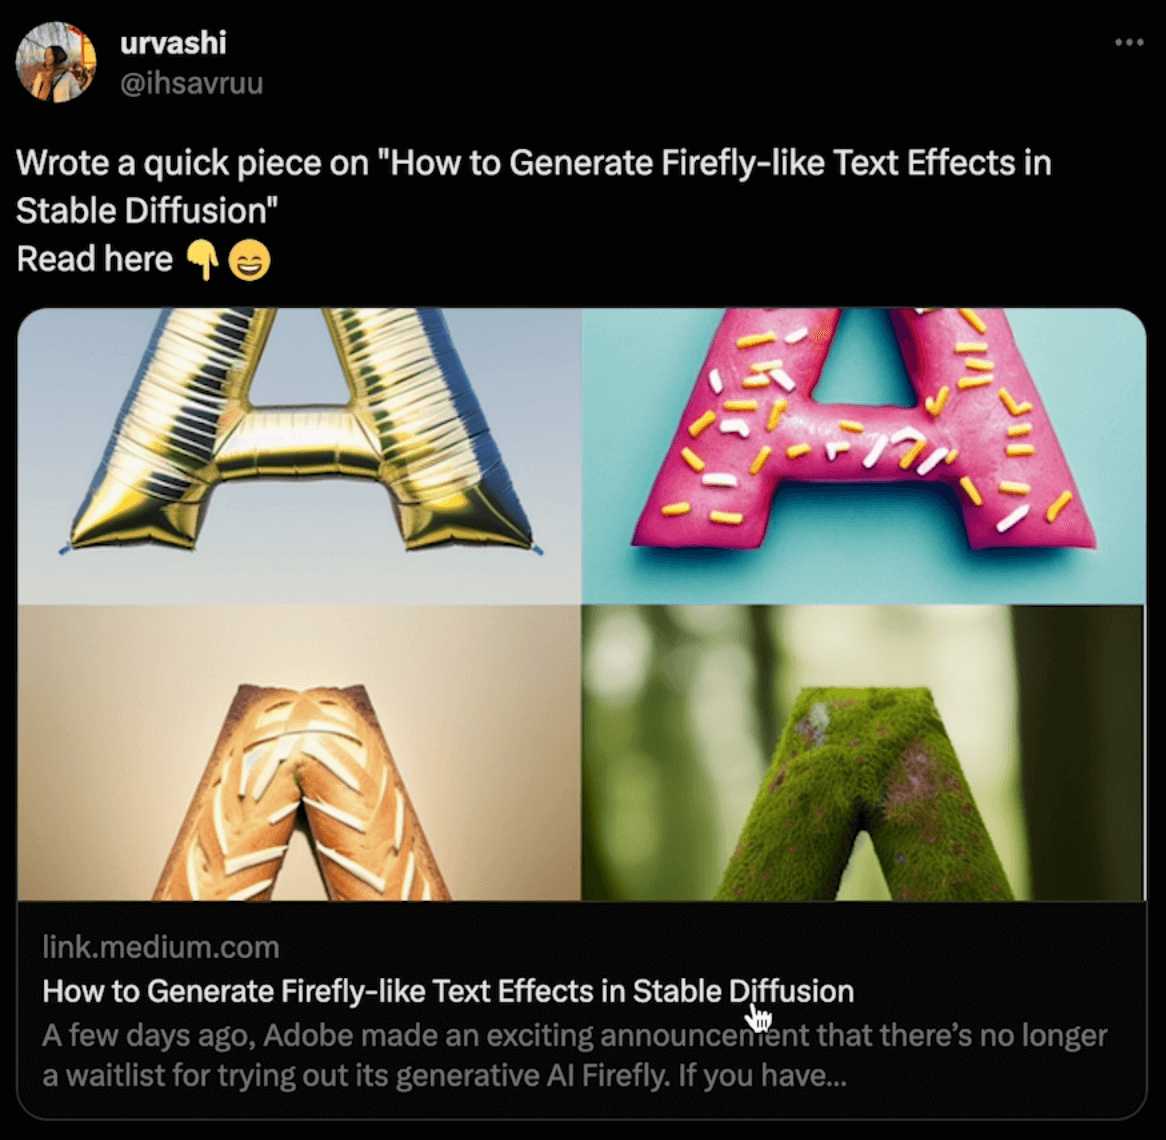 urvashi
@ihsavruu
Wrote a quick piece on "How to Generate Firefly-like Text Effects in
Stable Diffusion"
Read here 👇😄
A A
A A
link.medium.com
How to Generate Firefly-like Text Effects in Stable Diffusion
A few days ago, Adobe made an exciting announcement that there’s no longer
a waitlist for trying out its generative AI Firefly. If you have...